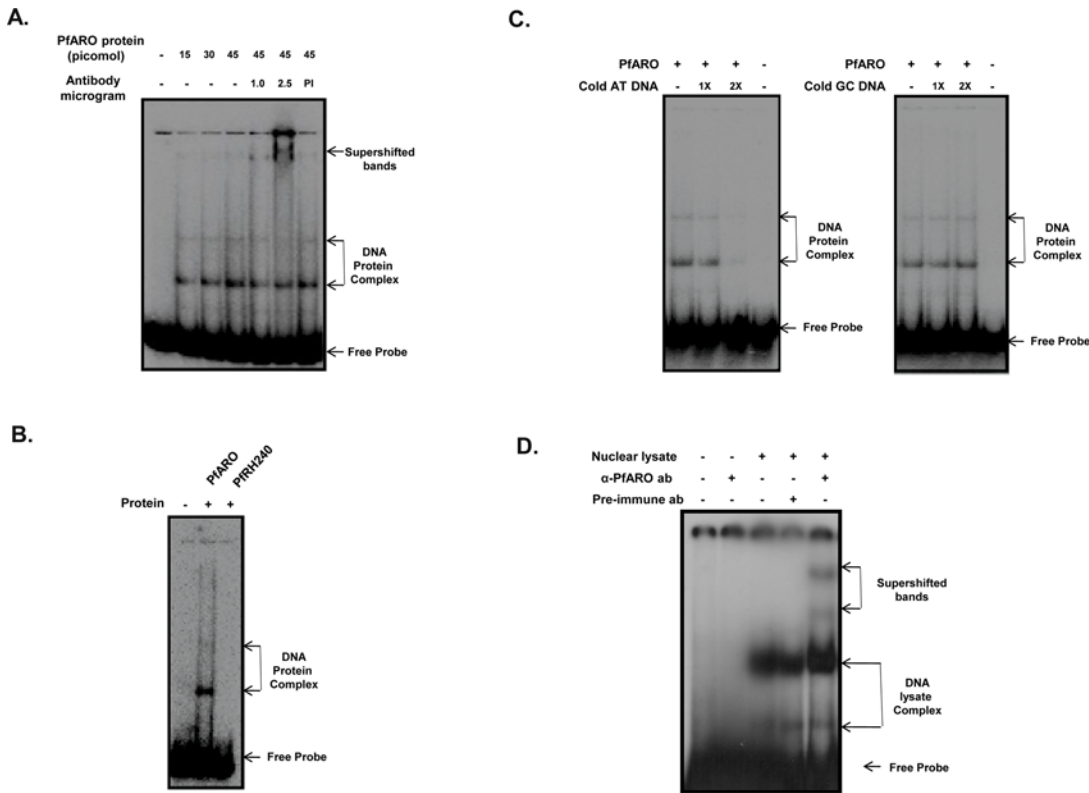 A.
PfARO protein
(picomol)
- 15 30 45 45 45 45
Antibody
microgram
- - - - 1.0 2.5 PI
Supershifted
bands
DNA
Protein
Complex
Free Probe
B.
PfARO
PfRH240
Protein - + +
DNA
Protein
Complex
Free Probe
C.
PfARO + + + -
Cold AT DNA - 1X 2X -
DNA
Protein
Complex
Free Probe
PfARO + + + -
Cold GC DNA - 1X 2X -
DNA
Protein
Complex
Free Probe
D.
Nuclear lysate - - + + +
α-PfARO ab - + - - +
Pre-immune ab - - - + -
Supershifted
bands
DNA
lysate
Complex
Free Probe